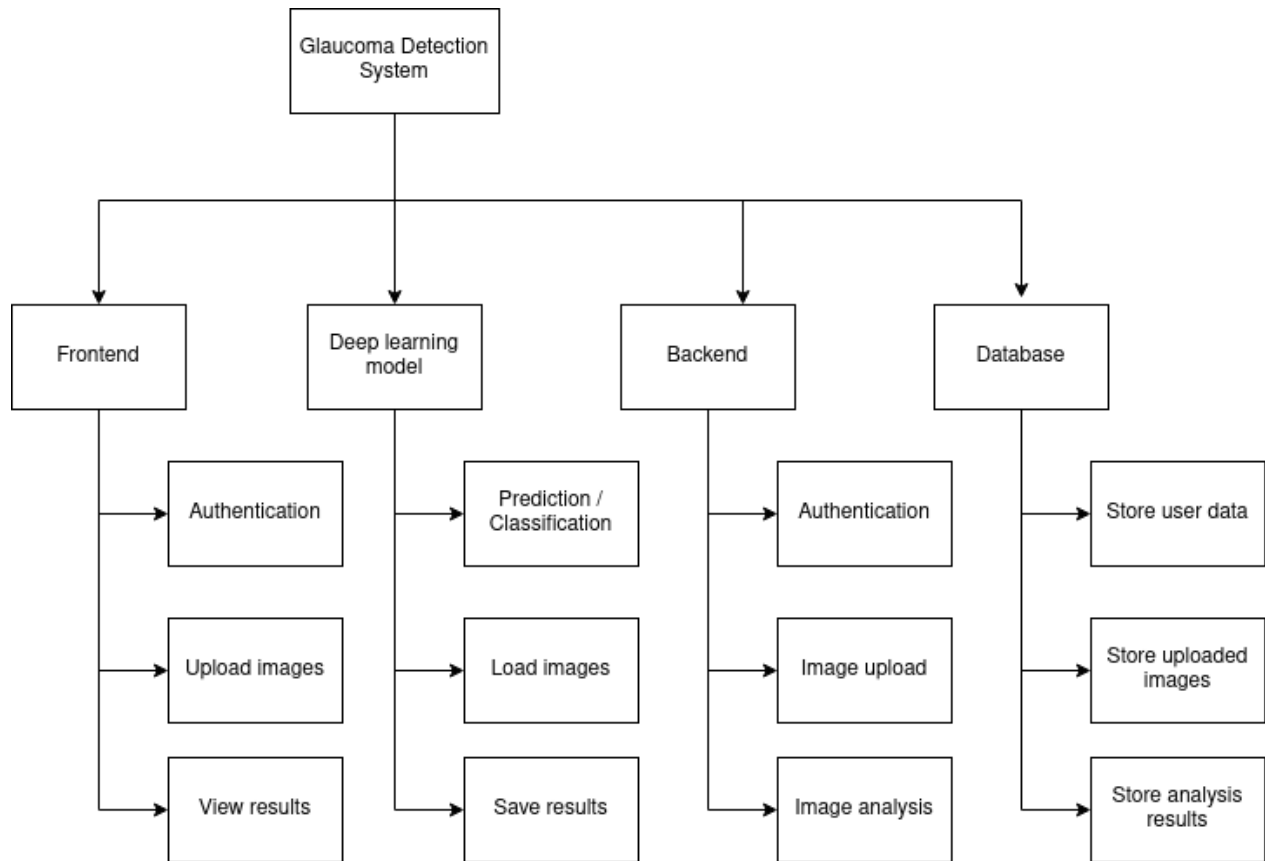 Glaucoma Detection
System
Frontend
Deep learning
model
Backend
Database
Authentication
Prediction /
Classification
Authentication
Store user data
Upload images
Load images
Image upload
Store uploaded
images
View results
Save results
Image analysis
Store analysis
results